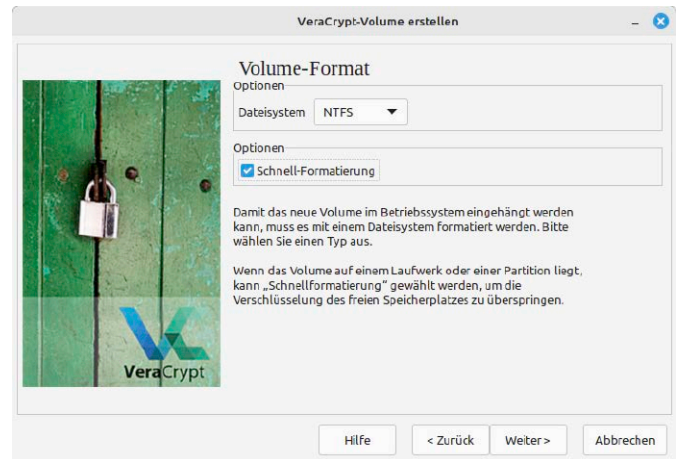 VeraCrypt-Volume erstellen
Volume-Format
Optionen
Dateisystem NTFS
Optionen
Schnell-Formatierung
Damit das neue Volume im Betriebssystem eingehängt werden
kann, muss es mit einem Dateisystem formatiert werden. Bitte
wählen Sie einen Typ aus.
Wenn das Volume auf einem Laufwerk oder einer Partition liegt,
kann „Schnellformatierung“ gewählt werden, um die
Verschlüsselung des freien Speicherplatzes zu überspringen.
VeraCrypt
Hilfe < Zurück Weiter > Abbrechen